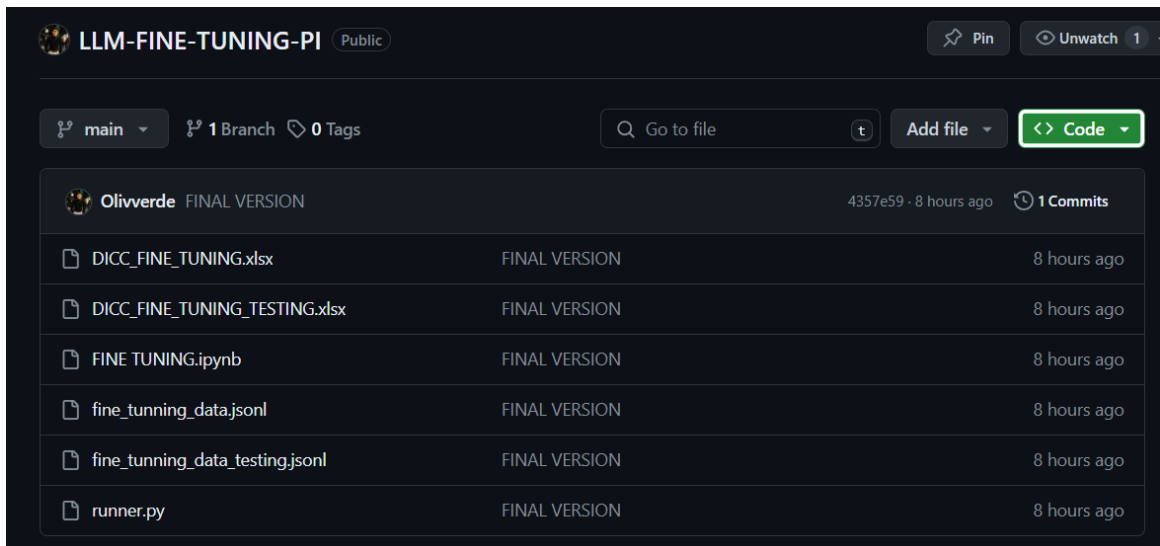 LLM-FINE-TUNING-PI Public Pin Unwatch 1
main 1 Branch 0 Tags Go to file t Add file Code
Olivverde FINAL VERSION 4357e59 · 8 hours ago 1 Commits
DICC_FINE_TUNING.xlsx FINAL VERSION 8 hours ago
DICC_FINE_TUNING_TESTING.xlsx FINAL VERSION 8 hours ago
FINE TUNING.ipynb FINAL VERSION 8 hours ago
fine_tunning_data.jsonl FINAL VERSION 8 hours ago
fine_tunning_data_testing.jsonl FINAL VERSION 8 hours ago
runner.py FINAL VERSION 8 hours ago